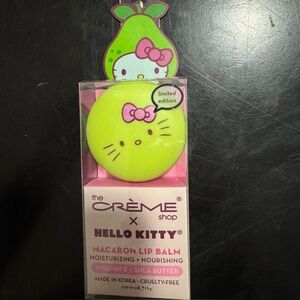 limited
edition
the
CRÈME
shop
X
HELLO KITTY®
MACARON LIP BALM
MOISTURIZING + NOURISHING
VITAMIN E + SHEA BUTTER
MADE IN KOREA • CRUELTY-FREE